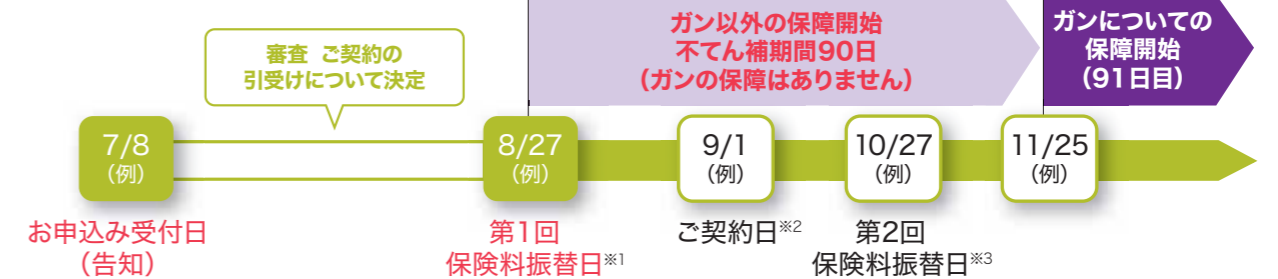 ガン以外の保障開始
不てん補期間90日
（ガンの保障はありません）
ガンについての
保障開始
（91日目）
審査 ご契約の
引受けについて決定
7/8
（例）
8/27
（例）
9/1
（例）
10/27
（例）
11/25
（例）
お申込み受付日
（告知）
第1回
保険料振替日※1
ご契約日※2
第2回
保険料振替日※3